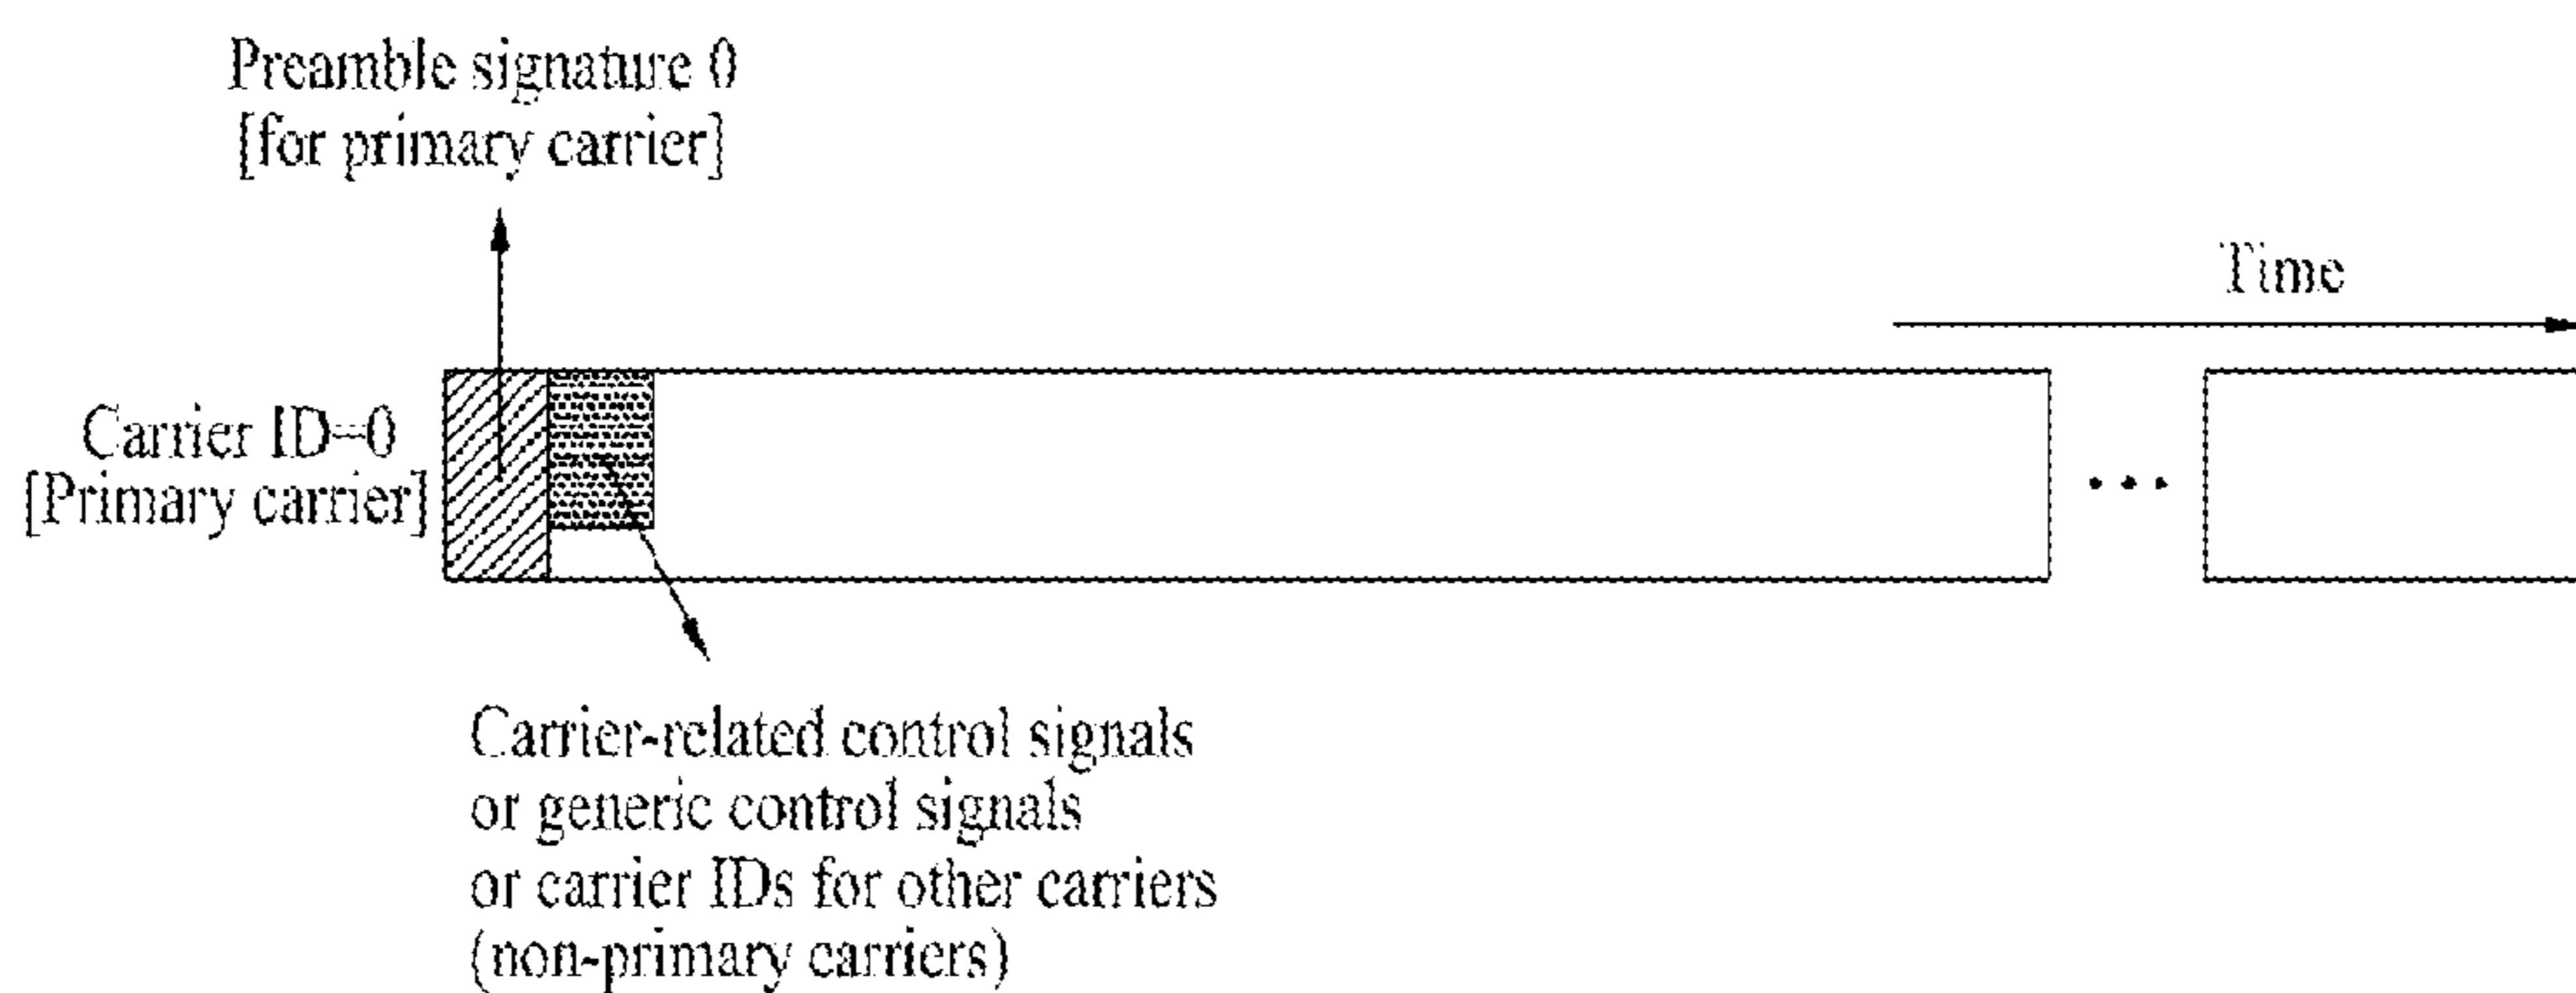 Preamble signature 0
[for primary carrier]
Time
Carrier ID=0
[Primary carrier]
...
Carrier-related control signals
or generic control signals
or carrier IDs for other carriers
(non-primary carriers)